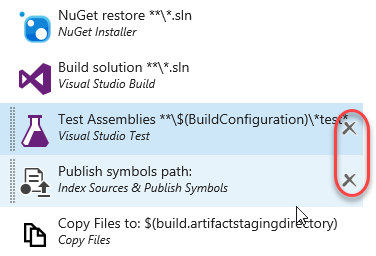 NuGet restore **\*.sln
NuGet Installer
Build solution **\*.sln
Visual Studio Build
Test Assemblies **\$(BuildConfiguration)\*test*
Visual Studio Test
Publish symbols path:
Index Sources & Publish Symbols
Copy Files to: $(build.artifactstagingdirectory)
Copy Files